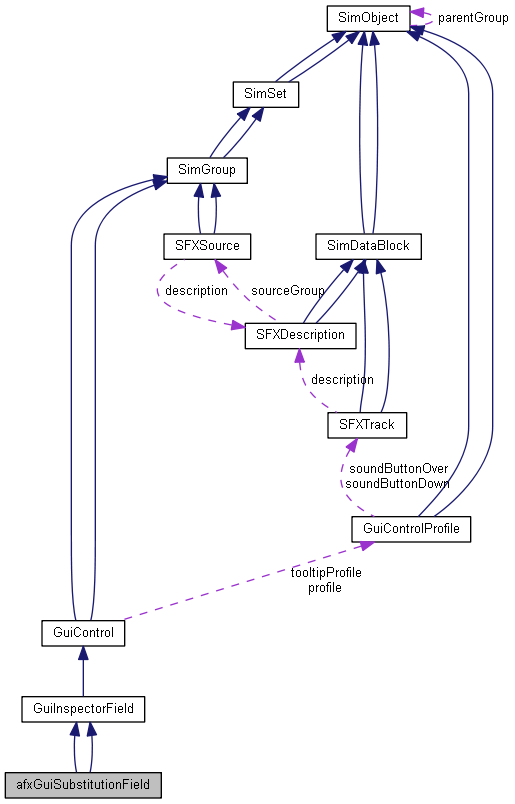 SimObject
parentGroup
SimSet
SimGroup
SFXSource
SimDataBlock
description
sourceGroup
SFXDescription
description
SFXTrack
soundButtonOver
soundButtonDown
GuiControlProfile
tooltipProfile
profile
GuiControl
GuiInspectorField
afxGuiSubstitutionField